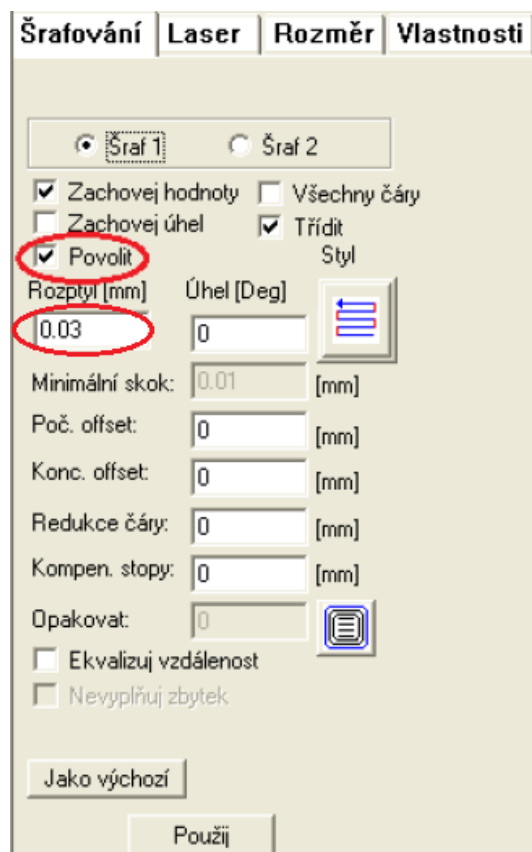 Šrafování Laser Rozměr Vlastnosti
Šraf 1 Šraf 2
Zachovej hodnoty Všechny čáry
Zachovej úhel Třídit
Povolit Styl
Rozptyl [mm] Úhel [Deg]
0.03 0
Minimální skok: 0.01 [mm]
Poč. offset: 0 [mm]
Konc. offset: 0 [mm]
Redukce čáry: 0 [mm]
Kompen. stopy: 0 [mm]
Opakovat: 0
Ekvalizuj vzdálenost
Nevyplňuj zbytek
Jako výchozí
Použij